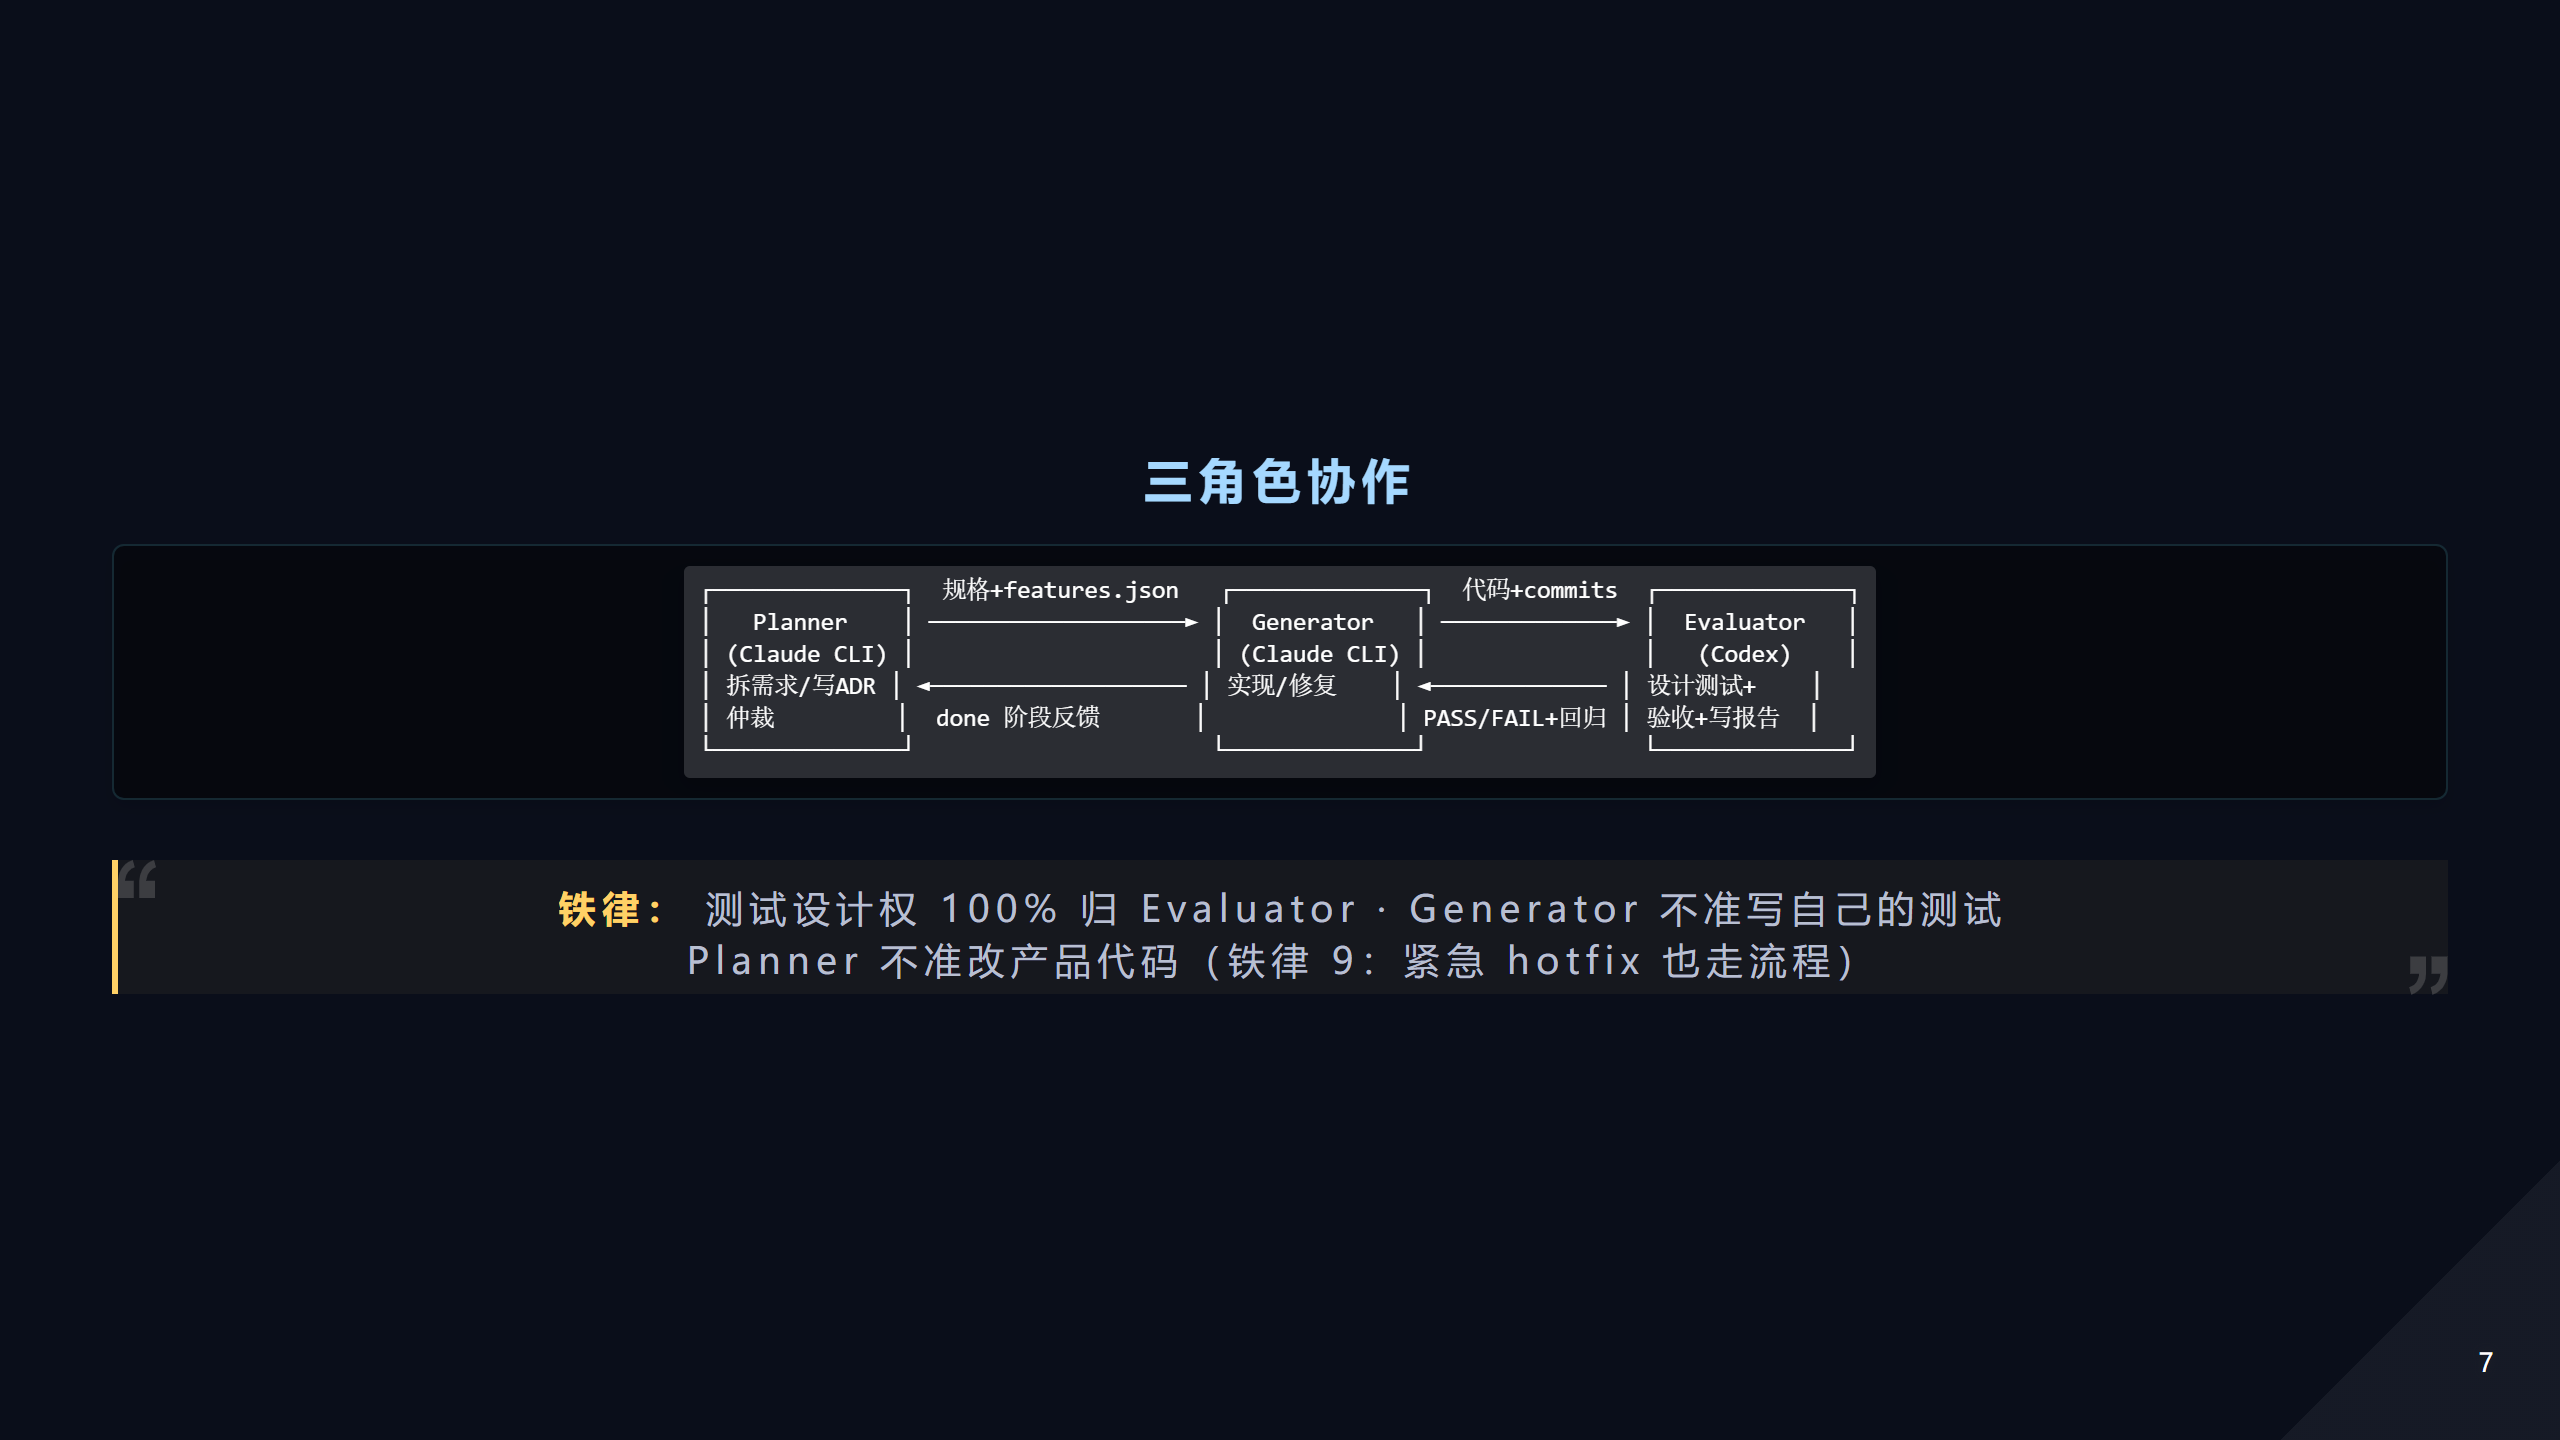 三角色协作
规格+features.json 代码+commits
Planner Generator Evaluator
(Claude CLI) (Claude CLI) (Codex)
拆需求/写ADR 实现/修复 设计测试+
仲裁 done 阶段反馈 PASS/FAIL+回归 验收+写报告
“
铁律： 测试设计权 100% 归 Evaluator · Generator 不准写自己的测试
Planner 不准改产品代码（铁律 9：紧急 hotfix 也走流程）
”
7